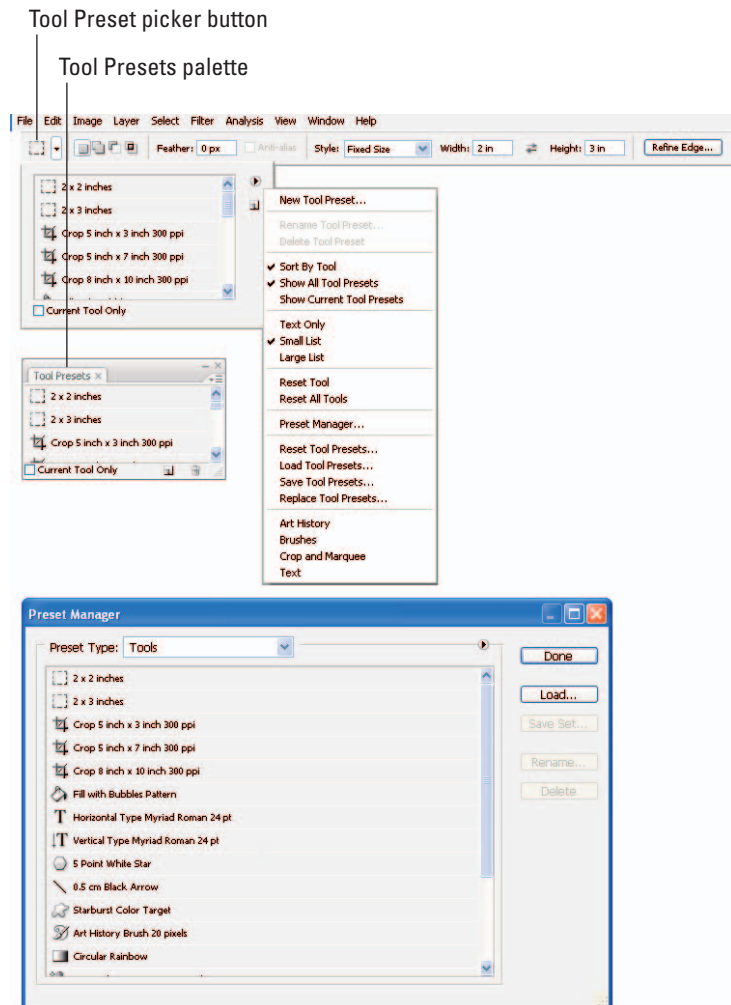 Tool Preset picker button
Tool Presets palette
File Edit Image Layer Select Filter Analysis View Window Help
Feather: 0 px Anti-alias Style: Fixed Size Width: 2 in Height: 3 in Refine Edge...
2 x 2 inches
2 x 3 inches
Crop 5 inch x 3 inch 300 ppi
Crop 5 inch x 7 inch 300 ppi
Crop 8 inch x 10 inch 300 ppi
Current Tool Only
New Tool Preset...
Rename Tool Preset...
Delete Tool Preset
Sort By Tool
Show All Tool Presets
Show Current Tool Presets
Text Only
Small List
Large List
Reset Tool
Reset All Tools
Preset Manager...
Reset Tool Presets...
Load Tool Presets...
Save Tool Presets...
Replace Tool Presets...
Art History
Brushes
Crop and Marquee
Text
Tool Presets
2 x 2 inches
2 x 3 inches
Crop 5 inch x 3 inch 300 ppi
Current Tool Only
Preset Manager
Preset Type: Tools
2 x 2 inches
2 x 3 inches
Crop 5 inch x 3 inch 300 ppi
Crop 5 inch x 7 inch 300 ppi
Crop 8 inch x 10 inch 300 ppi
Fill with Bubbles Pattern
Horizontal Type Myriad Roman 24 pt
Vertical Type Myriad Roman 24 pt
5 Point White Star
0.5 cm Black Arrow
Starburst Color Target
Art History Brush 20 pixels
Circular Rainbow
Done
Load...
Save Set...
Rename...
Delete